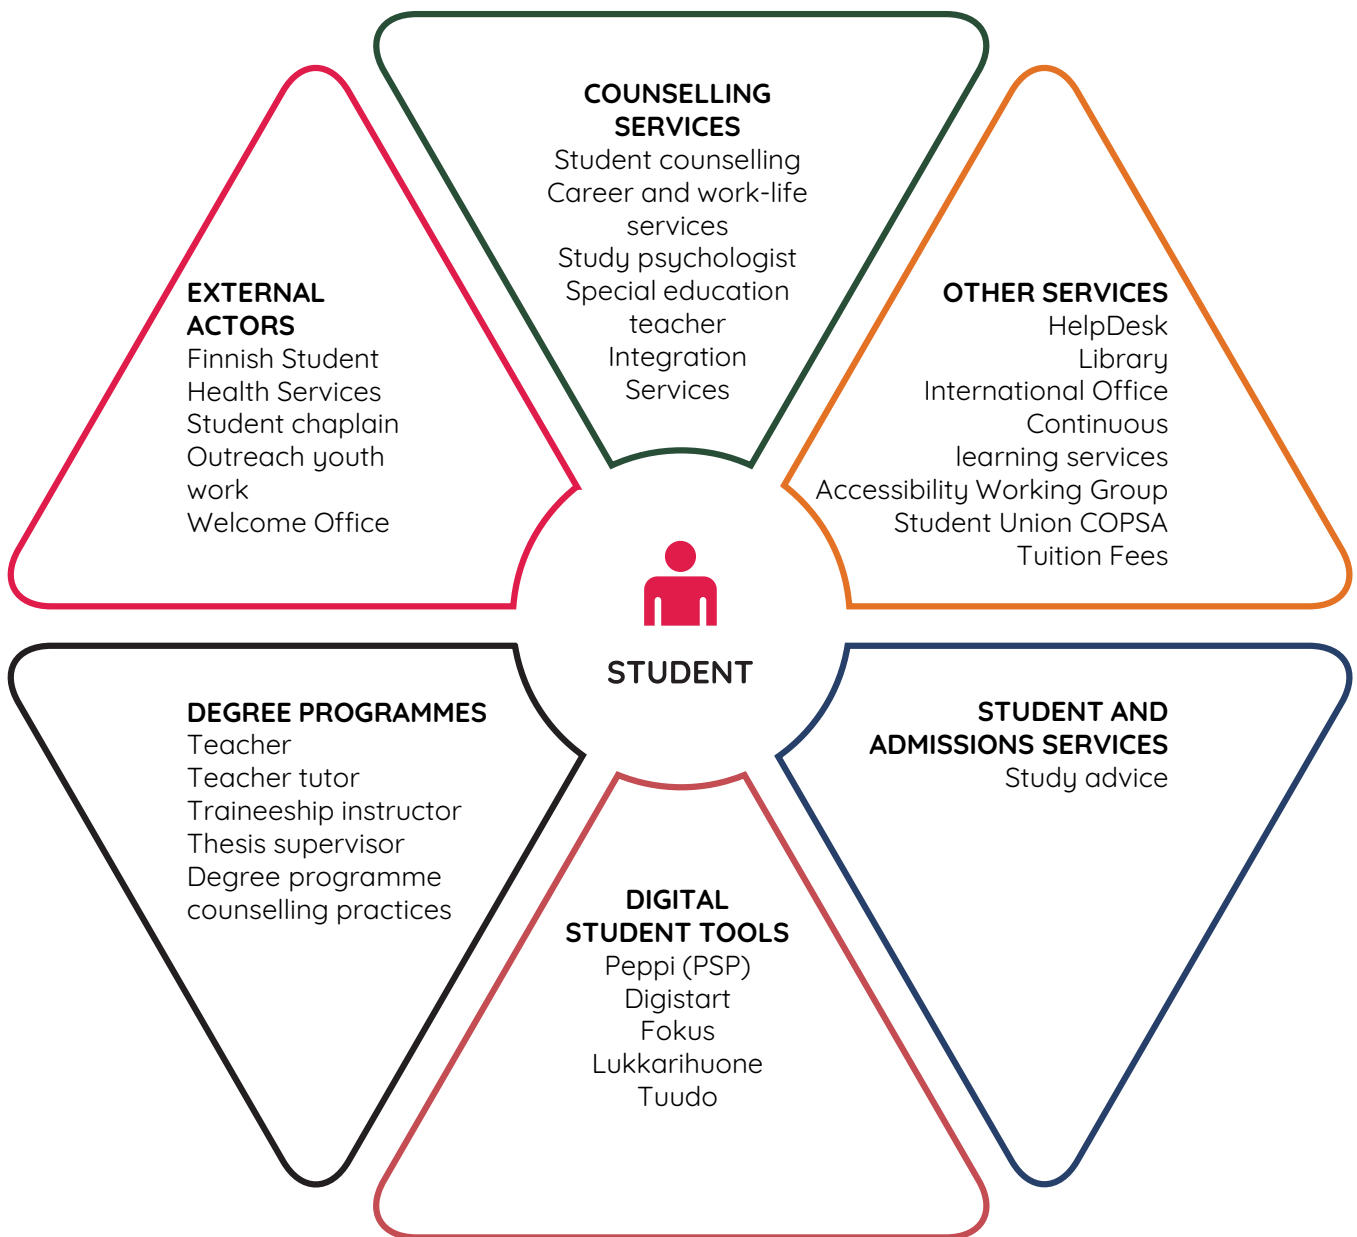 COUNSELLING
SERVICES
Student counselling
Career and work-life
services
Study psychologist
Special education
teacher
Integration
Services
EXTERNAL
ACTORS
Finnish Student
Health Services
Student chaplain
Outreach youth
work
Welcome Office
OTHER SERVICES
HelpDesk
Library
International Office
Continuous
learning services
Accessibility Working Group
Student Union COPSA
Tuition Fees
STUDENT
DEGREE PROGRAMMES
Teacher
Teacher tutor
Traineeship instructor
Thesis supervisor
Degree programme
counselling practices
STUDENT AND
ADMISSIONS SERVICES
Study advice
DIGITAL
STUDENT TOOLS
Peppi (PSP)
Digistart
Fokus
Lukkarihuone
Tuudo